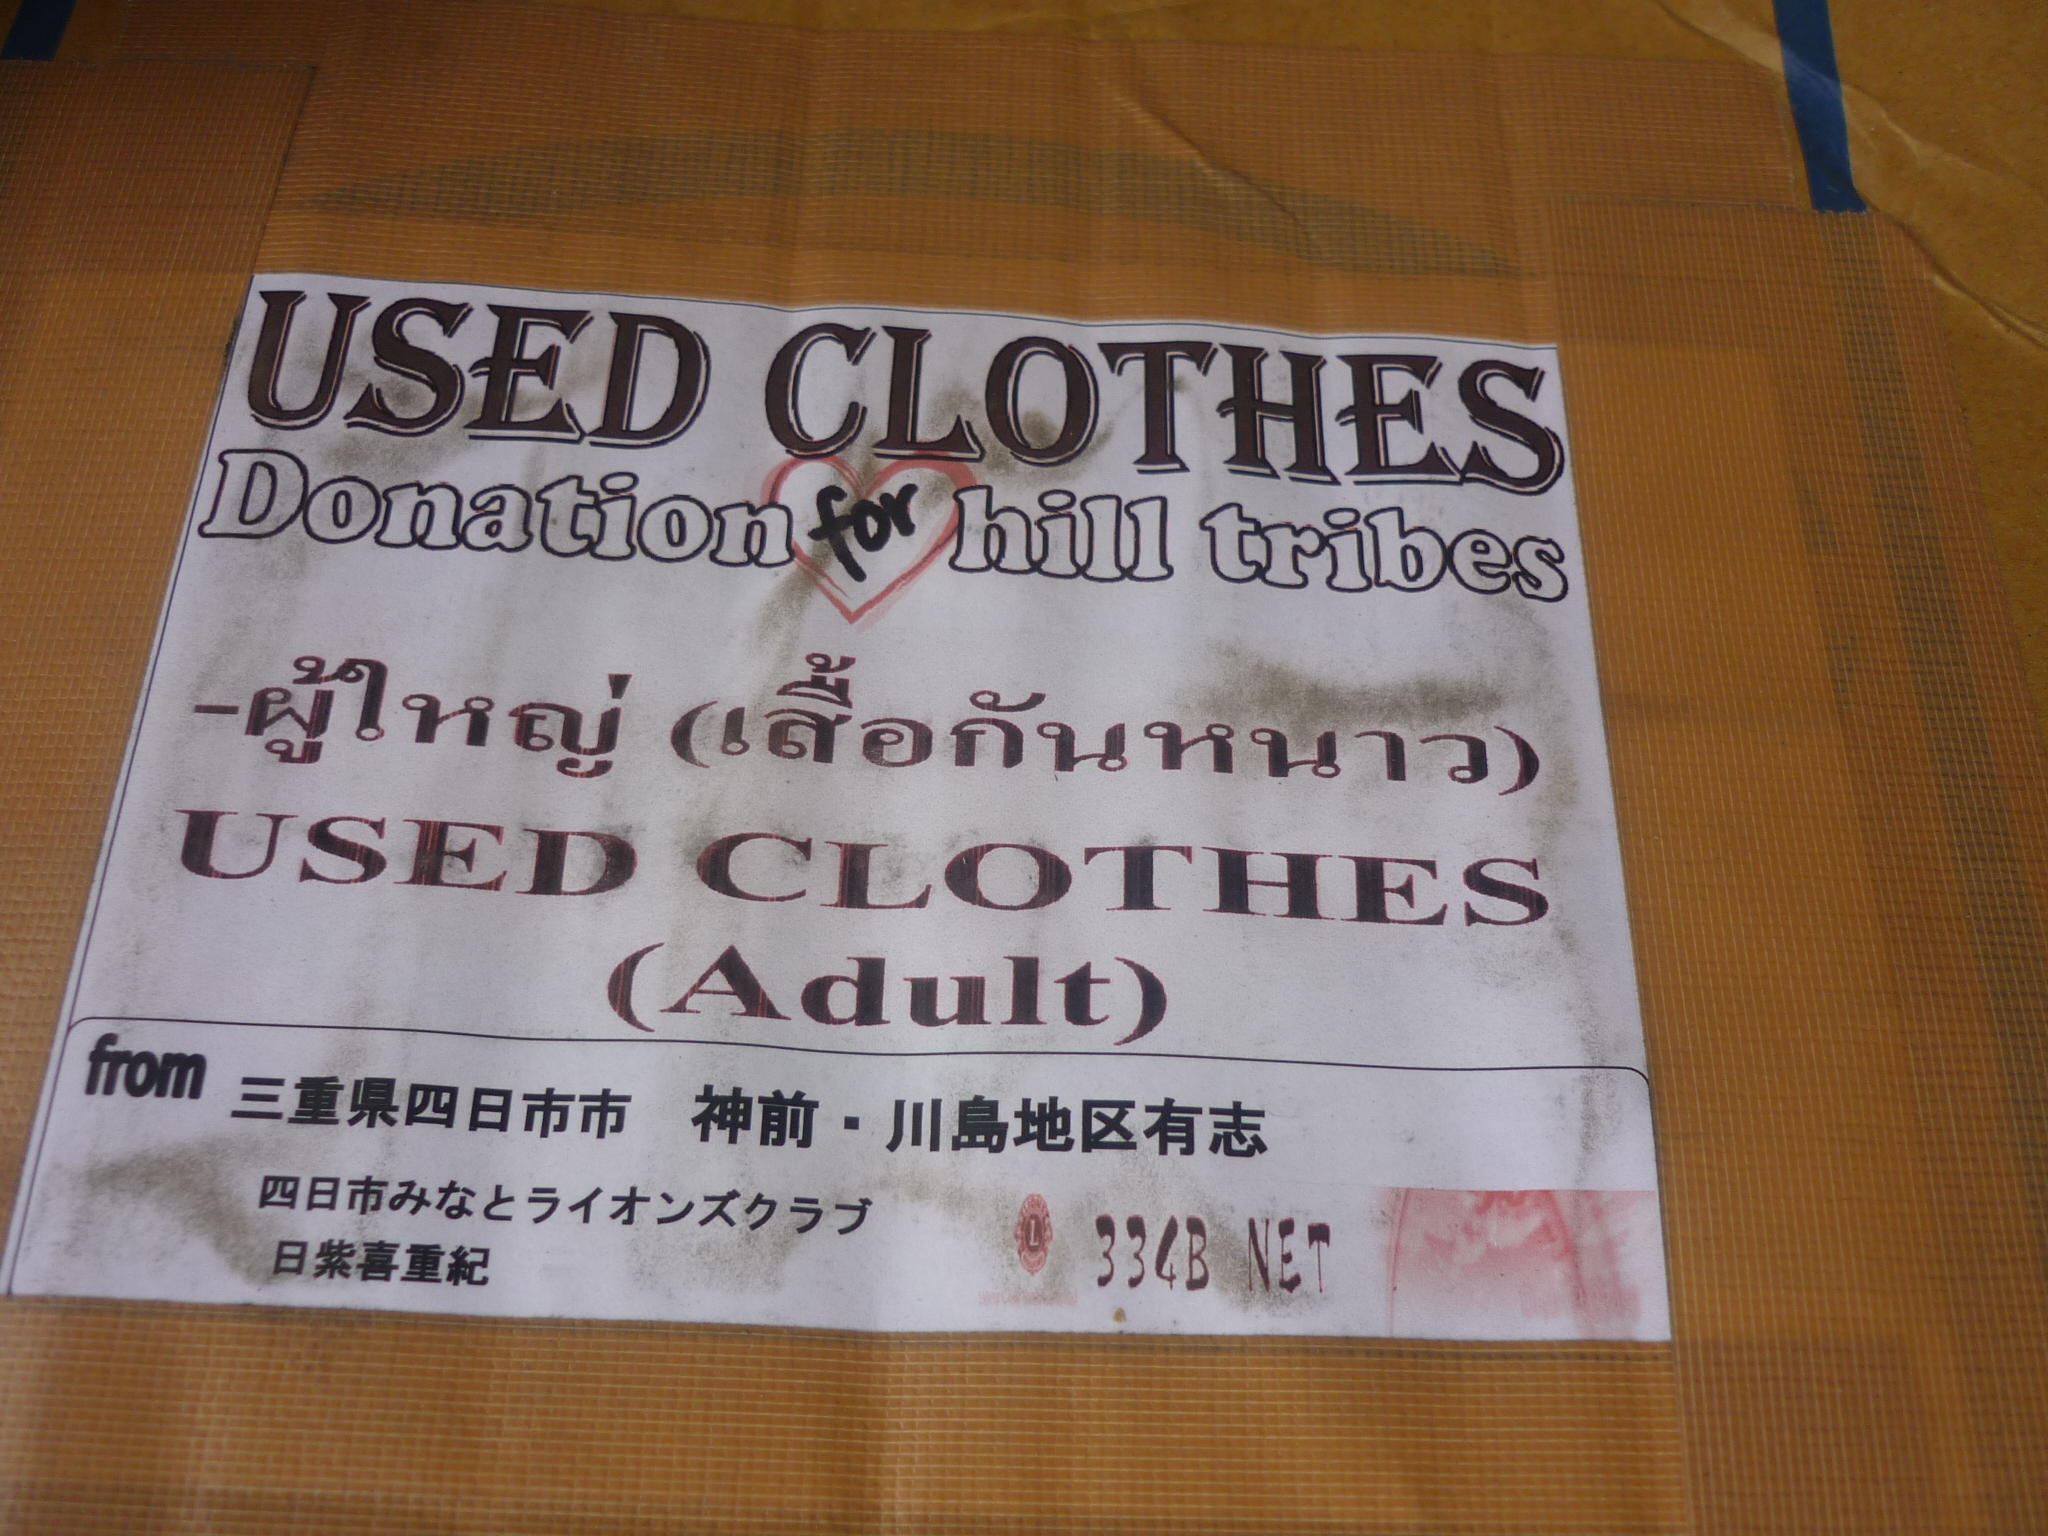 USED CLOTHES
Donation for hill tribes
-ผู้ใหญ่ (เสื้อกันหนาว)
USED CLOTHES
(Adult)
from 三重県四日市市 神前・川島地区有志
四日市みなとライオンズクラブ
日紫喜重紀
L 334B NET